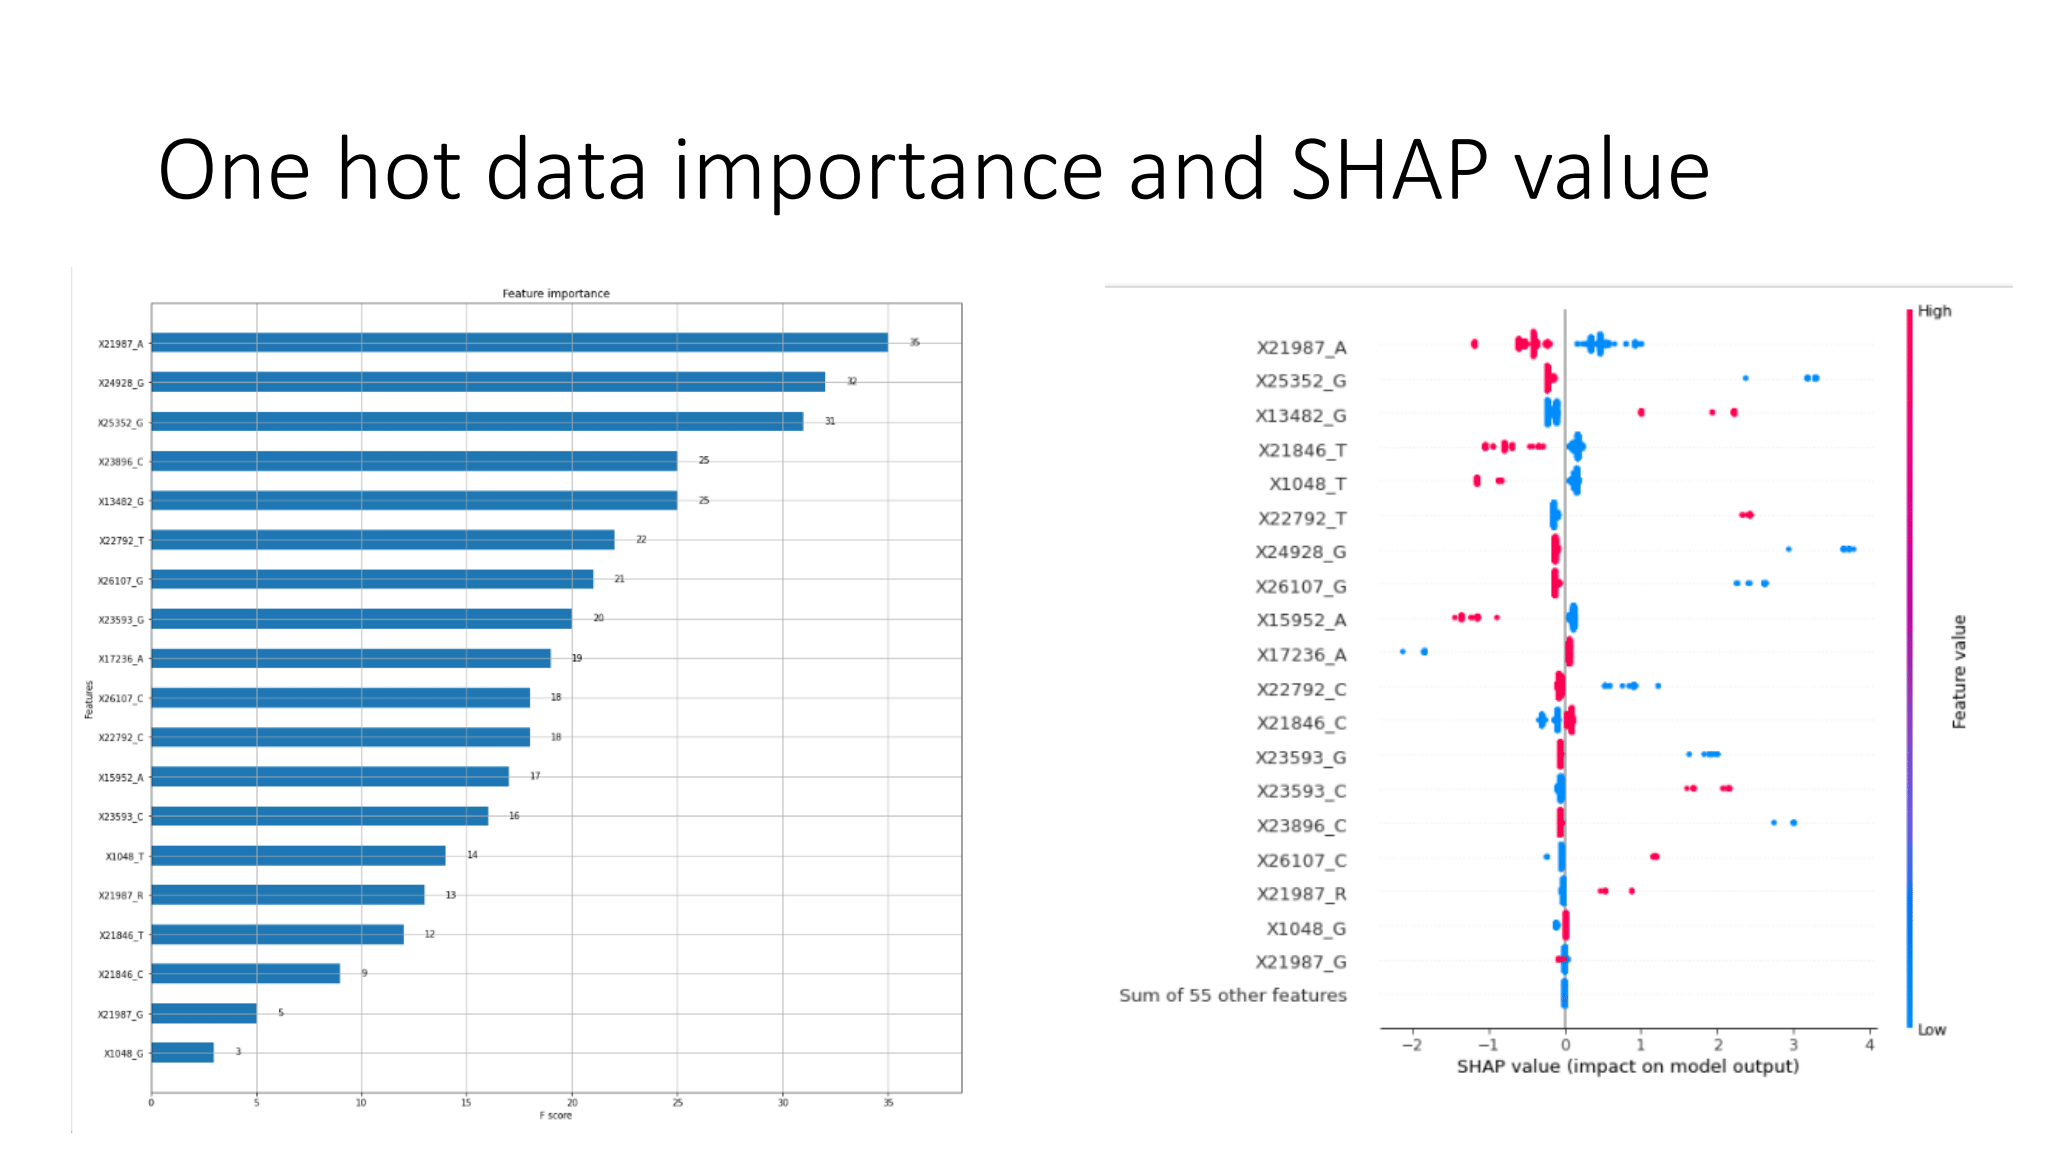 One hot data importance and SHAP value
Feature importance
Features
X21987_A
35
X24928_G
32
X25352_G
31
X23896_C
25
X13482_G
25
X22792_T
22
X26107_G
21
X23593_G
20
X17236_A
19
X26107_C
18
X22792_C
18
X15952_A
17
X23593_C
16
X1048_T
14
X21987_R
13
X21846_T
12
X21846_C
9
X21987_G
5
X1048_G
3
0 5 10 15 20 25 30 35
F score
High
X21987_A
X25352_G
X13482_G
X21846_T
X1048_T
X22792_T
X24928_G
X26107_G
X15952_A
X17236_A
X22792_C
X21846_C
X23593_G
X23593_C
X23896_C
X26107_C
X21987_R
X1048_G
X21987_G
Sum of 55 other features
Feature value
Low
−2 −1 0 1 2 3 4
SHAP value (impact on model output)